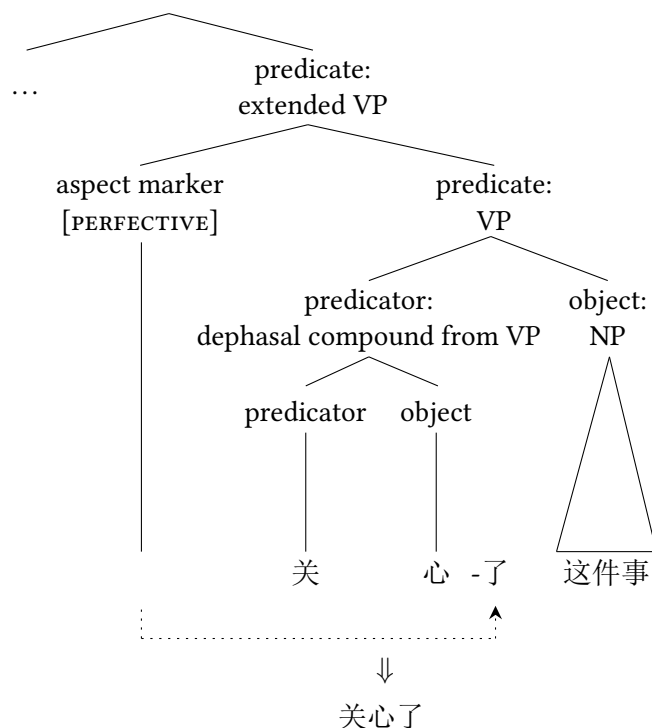 …
predicate:
extended VP
aspect marker
[PERFECTIVE]
predicate:
VP
predicator:
dephasal compound from VP
object:
NP
predicator object
关 心 -了 这件事
⇓
关心了